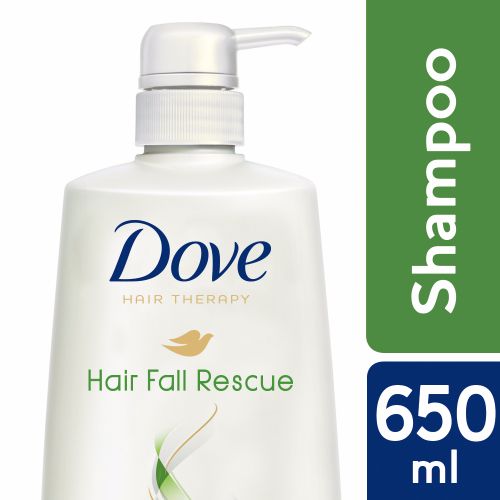 Dove
HAIR THERAPY
Hair Fall Rescue
Shampoo
650
ml